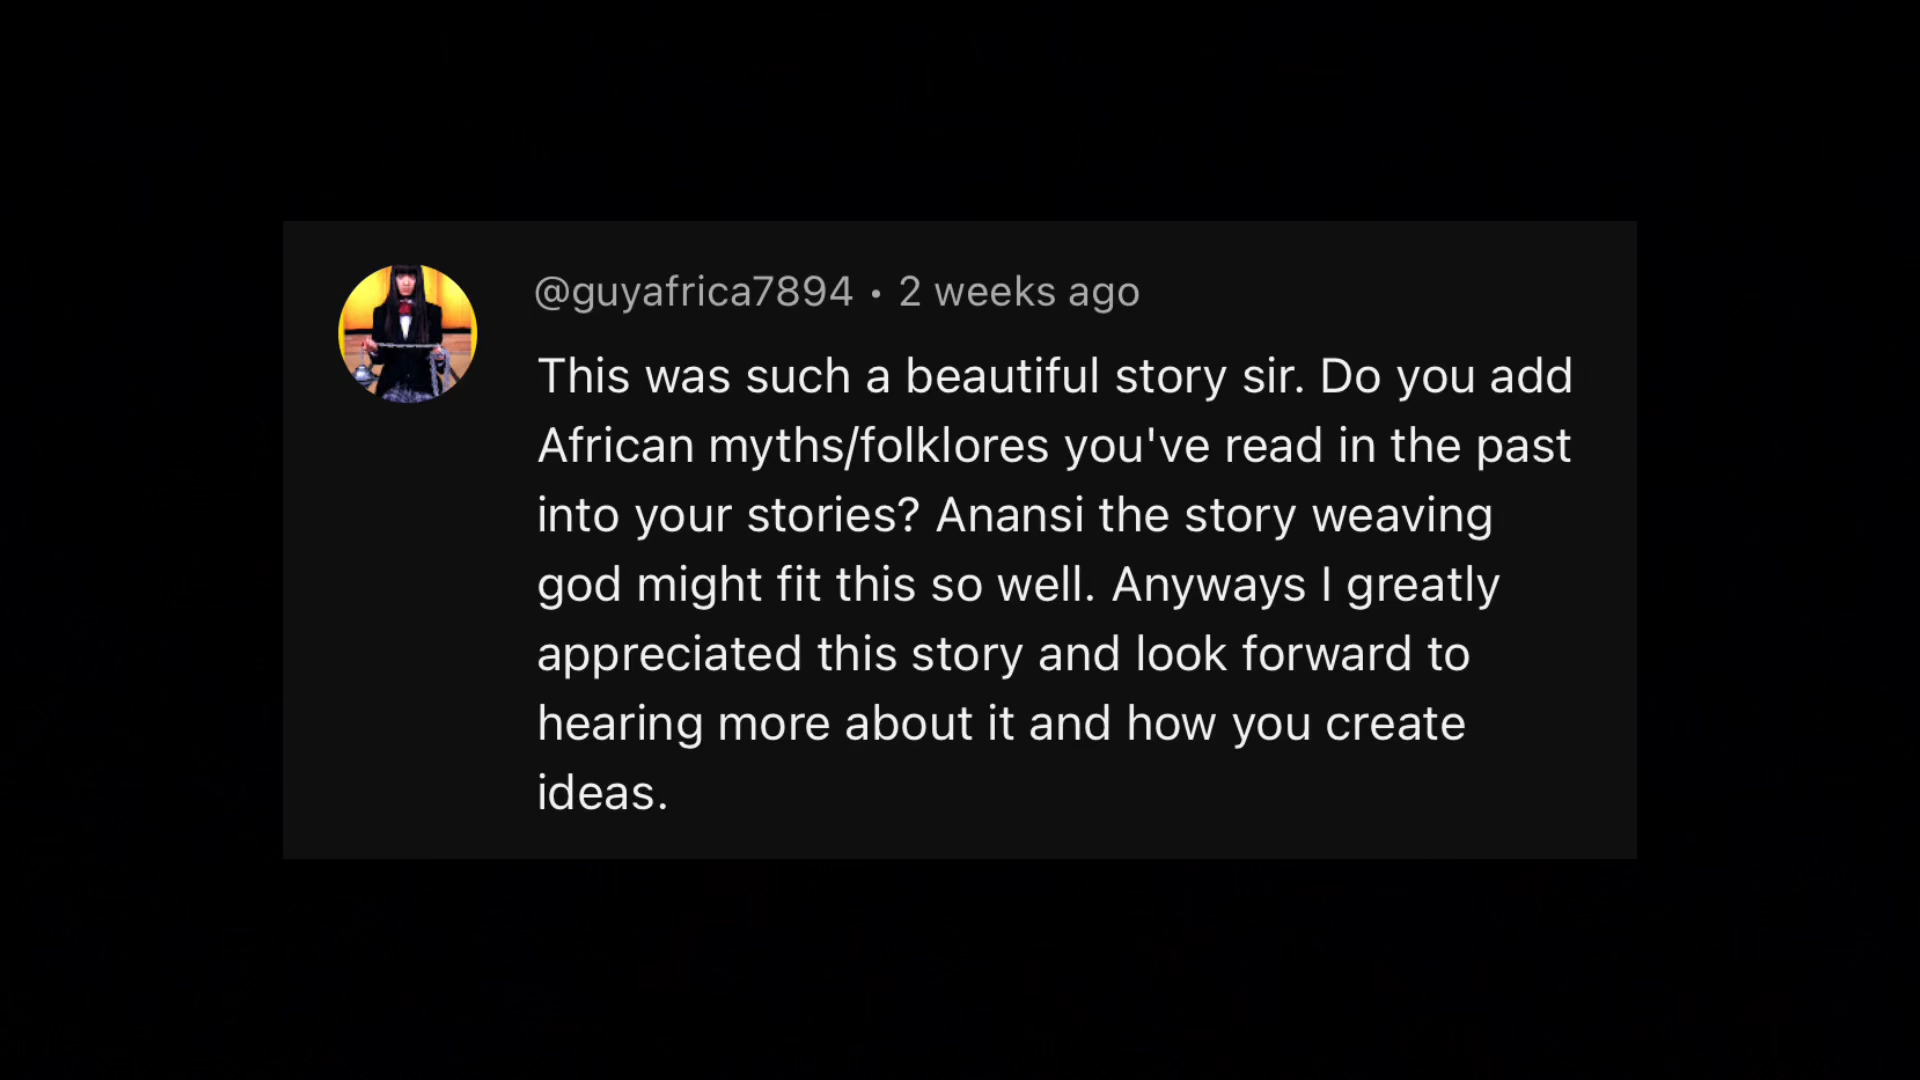 @guyafrica7894 • 2 weeks ago
This was such a beautiful story sir. Do you add
African myths/folklores you've read in the past
into your stories? Anansi the story weaving
god might fit this so well. Anyways I greatly
appreciated this story and look forward to
hearing more about it and how you create
ideas.